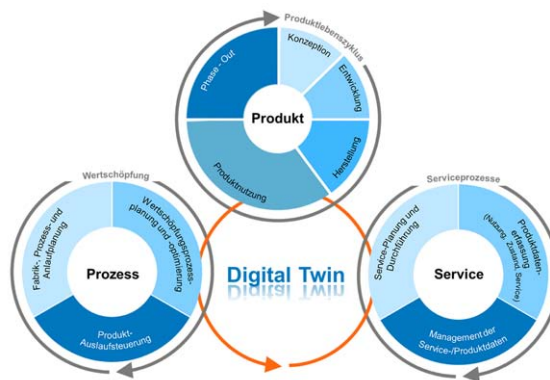 Produktlebenszyklus
Konzeption
Phase - Out
Entwicklung
Produkt
Herstellung
Produktnutzung
Wertschöpfung
Fabrik-, Prozess- und
Anlaufplanung
Wertschöpfungsprozess-
planung und -optimierung
Prozess
Produkt-
Auslaufsteuerung
Digital Twin
Serviceprozesse
Service-Planung und
Durchführung
Produktdaten-
erfassung
(Nutzung,
Zustand, Service)
Service
Management der
Service-/Produktdaten